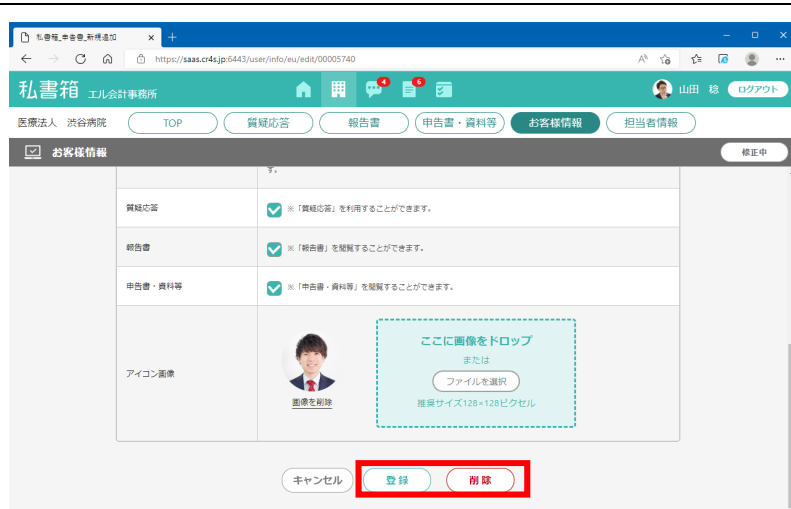 私書箱_申告書_新規追加
https://saas.cr4s.jp:6443/user/info/eu/edit/00005740
私書箱 エル会計事務所
4
6
山田 稔
ログアウト
医療法人 渋谷病院
TOP
質疑応答
報告書
申告書・資料等
お客様情報
担当者情報
お客様情報
修正中
す。
質疑応答
※「質疑応答」を利用することができます。
報告書
※「報告書」を閲覧することができます。
申告書・資料等
※「申告書・資料等」を閲覧することができます。
アイコン画像
画像を削除
ここに画像をドロップ
または
ファイルを選択
推奨サイズ128×128ピクセル
キャンセル
登録
削除